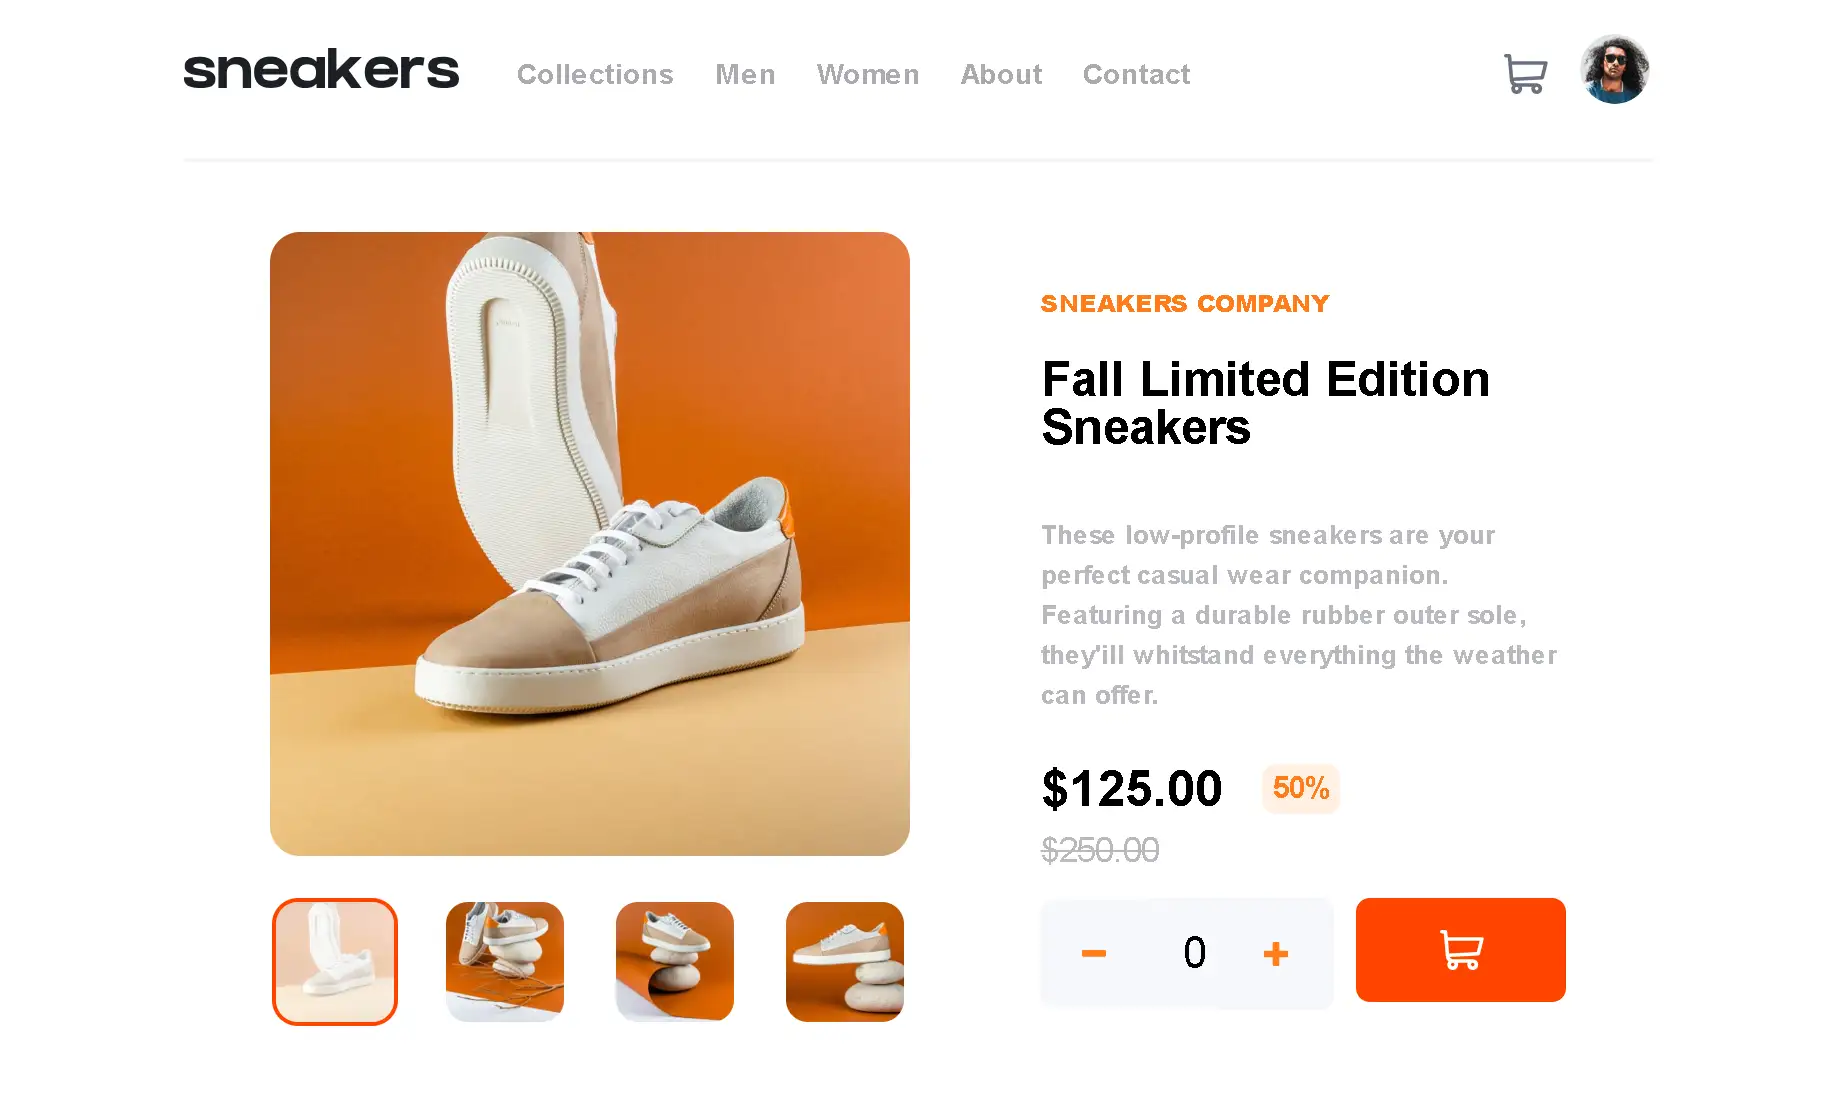 sneakers Collections Men Women About Contact
SNEAKERS COMPANY
Fall Limited Edition
Sneakers
These low-profile sneakers are your
perfect casual wear companion.
Featuring a durable rubber outer sole,
they'ill whitstand everything the weather
can offer.
$125.00 50%
$250.00
− 0 +